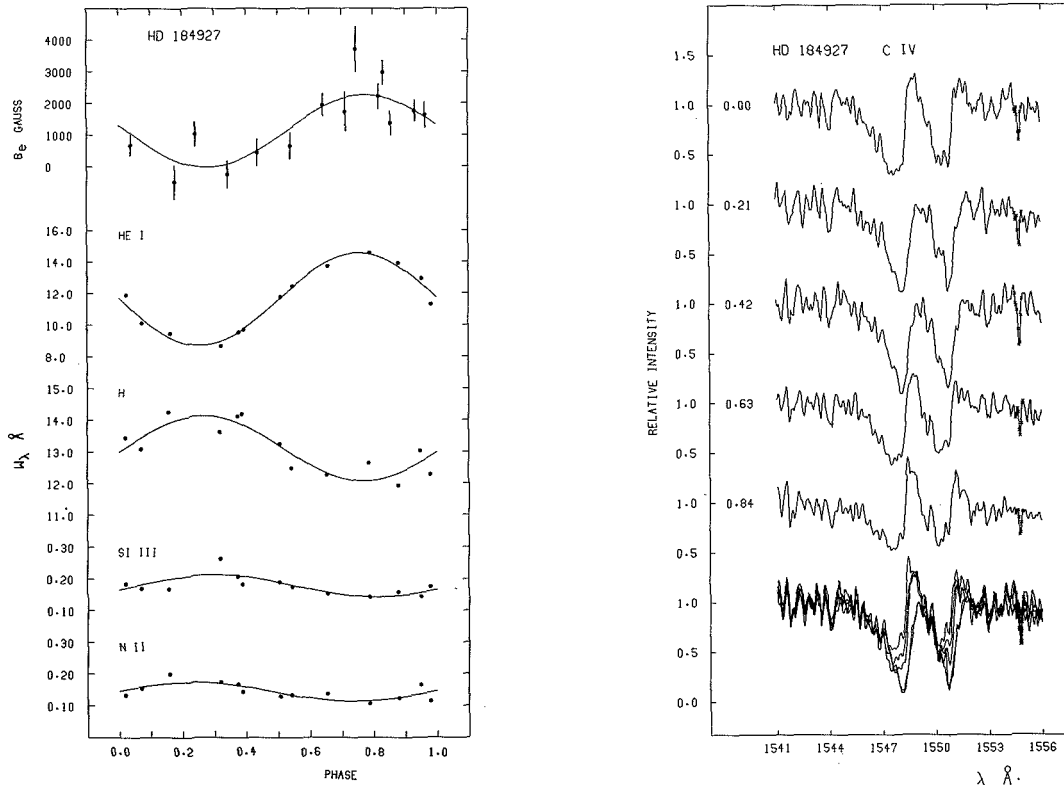 HD 184927
4000
3000
2000
1000
0
Be GAUSS
HE I
16.0
14.0
12.0
10.0
8.0
H
15.0
14.0
13.0
12.0
11.0
Wλ Å
SI III
0.30
0.20
0.10
N II
0.30
0.20
0.10
0.0 0.2 0.4 0.6 0.8 1.0
PHASE
HD 184927 C IV
1.5
1.0 0.00
0.5
1.0 0.21
0.5
1.0 0.42
0.5
1.0 0.63
0.5
1.0 0.84
0.5
1.0
0.5
0.0
RELATIVE INTENSITY
1541 1544 1547 1550 1553 1556
λ Å.